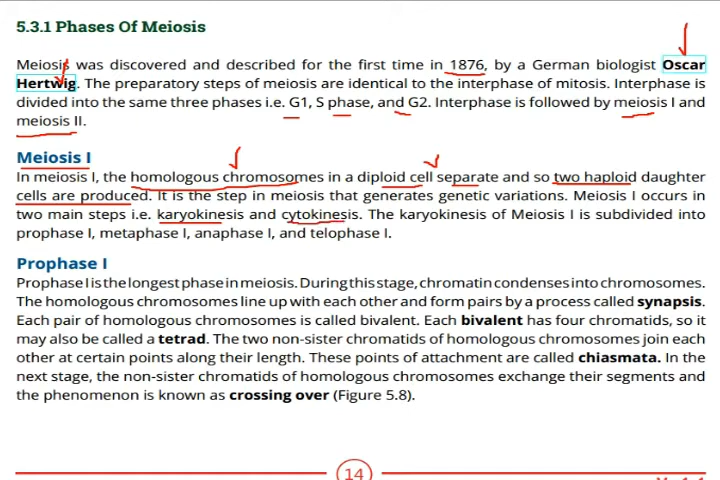 5.3.1 Phases Of Meiosis
Meiosis was discovered and described for the first time in 1876, by a German biologist Oscar
Hertwig. The preparatory steps of meiosis are identical to the interphase of mitosis. Interphase is
divided into the same three phases i.e. G1, S phase, and G2. Interphase is followed by meiosis I and
meiosis II.
Meiosis I
In meiosis I, the homologous chromosomes in a diploid cell separate and so two haploid daughter
cells are produced. It is the step in meiosis that generates genetic variations. Meiosis I occurs in
two main steps i.e. karyokinesis and cytokinesis. The karyokinesis of Meiosis I is subdivided into
prophase I, metaphase I, anaphase I, and telophase I.
Prophase I
Prophase I is the longest phase in meiosis. During this stage, chromatin condenses into chromosomes.
The homologous chromosomes line up with each other and form pairs by a process called synapsis.
Each pair of homologous chromosomes is called bivalent. Each bivalent has four chromatids, so it
may also be called a tetrad. The two non-sister chromatids of homologous chromosomes join each
other at certain points along their length. These points of attachment are called chiasmata. In the
next stage, the non-sister chromatids of homologous chromosomes exchange their segments and
the phenomenon is known as crossing over (Figure 5.8).
14